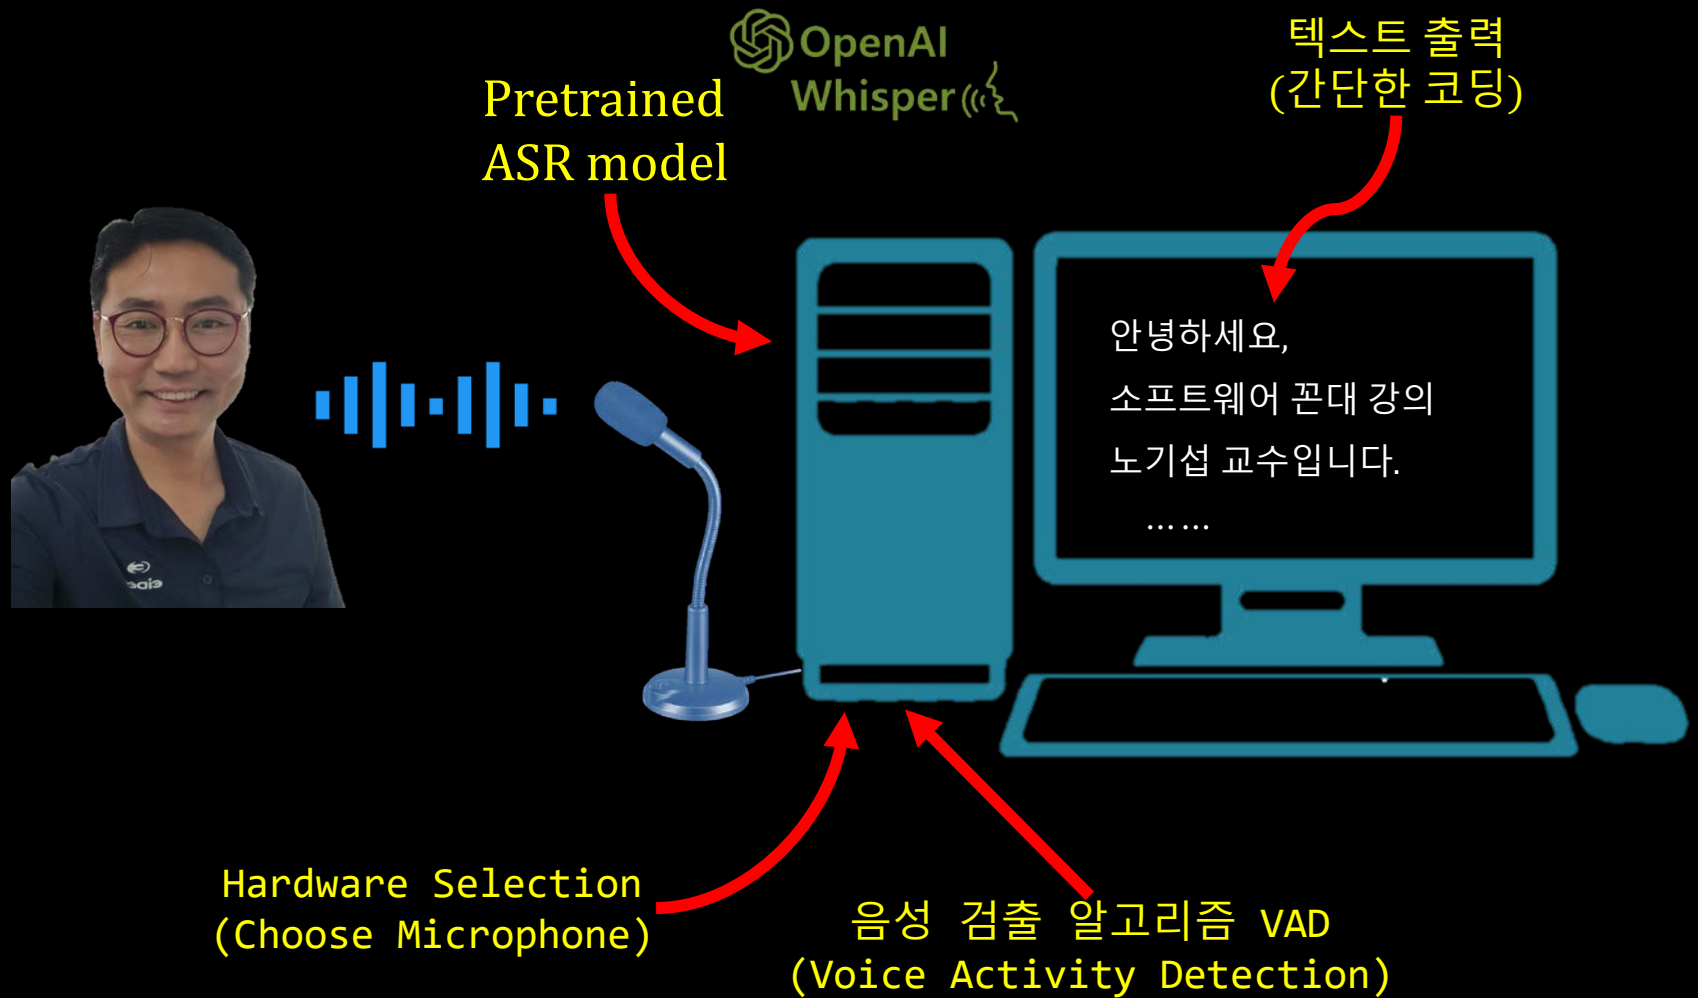 OpenAI
Whisper
Pretrained
ASR model
텍스트 출력
(간단한 코딩)
안녕하세요,
소프트웨어 꼰대 강의
노기섭 교수입니다.
... ...
Hardware Selection
(Choose Microphone)
음성 검출 알고리즘 VAD
(Voice Activity Detection)